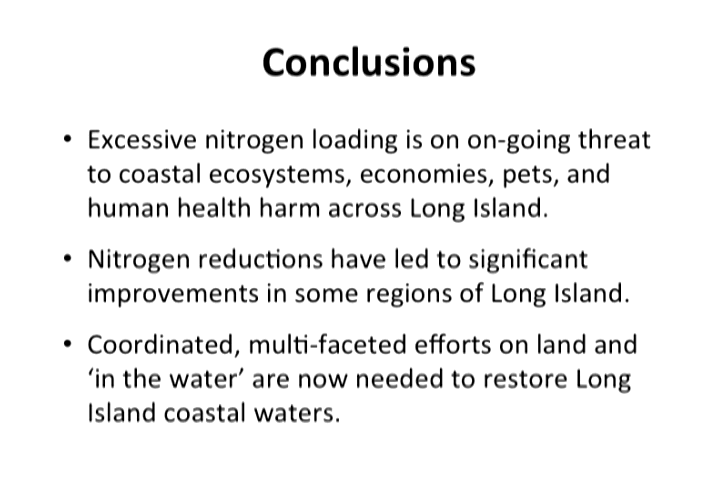 Conclusions
• Excessive nitrogen loading is on on-going threat
to coastal ecosystems, economies, pets, and
human health harm across Long Island.
• Nitrogen reductions have led to significant
improvements in some regions of Long Island.
• Coordinated, multi-faceted efforts on land and
‘in the water’ are now needed to restore Long
Island coastal waters.